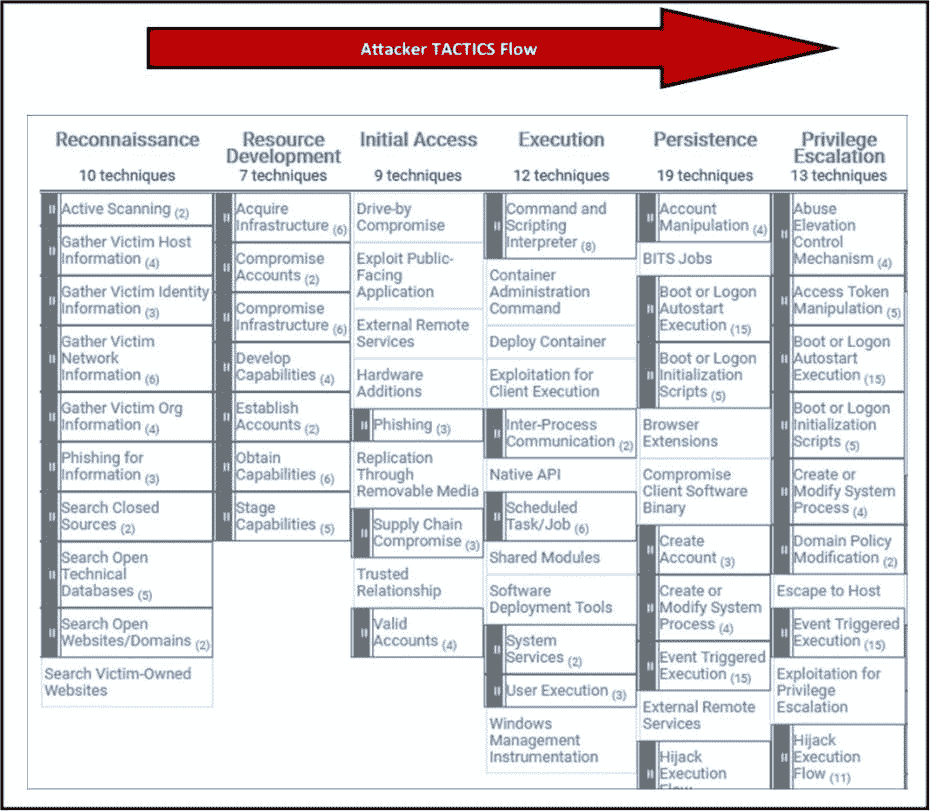 Attacker TACTICS Flow
Reconnaissance
10 techniques
Active Scanning (2)
Gather Victim Host
Information (4)
Gather Victim Identity
Information (3)
Gather Victim
Network
Information (6)
Gather Victim Org
Information (4)
Phishing for
Information (3)
Search Closed
Sources (2)
Search Open
Technical
Databases (5)
Search Open
Websites/Domains (2)
Search Victim-Owned
Websites
Resource
Development
7 techniques
Acquire
Infrastructure (6)
Compromise
Accounts (2)
Compromise
Infrastructure (6)
Develop
Capabilities (4)
Establish
Accounts (2)
Obtain
Capabilities (6)
Stage
Capabilities (5)
Initial Access
9 techniques
Drive-by
Compromise
Exploit Public-
Facing
Application
External Remote
Services
Hardware
Additions
Phishing (3)
Replication
Through
Removable Media
Supply Chain
Compromise (3)
Trusted
Relationship
Valid
Accounts (4)
Execution
12 techniques
Command and
Scripting
Interpreter (8)
Container
Administration
Command
Deploy Container
Exploitation for
Client Execution
Inter-Process
Communication (2)
Native API
Scheduled
Task/Job (6)
Shared Modules
Software
Deployment Tools
System
Services (2)
User Execution (3)
Windows
Management
Instrumentation
Persistence
19 techniques
Account
Manipulation (4)
BITS Jobs
Boot or Logon
Autostart
Execution (15)
Boot or Logon
Initialization
Scripts (5)
Browser
Extensions
Compromise
Client Software
Binary
Create
Account (3)
Create or
Modify System
Process (4)
Event Triggered
Execution (15)
External Remote
Services
Hijack
Execution
Flow
Privilege
Escalation
13 techniques
Abuse
Elevation
Control
Mechanism (4)
Access Token
Manipulation (5)
Boot or Logon
Autostart
Execution (15)
Boot or Logon
Initialization
Scripts (5)
Create or
Modify System
Process (4)
Domain Policy
Modification (2)
Escape to Host
Event Triggered
Execution (15)
Exploitation for
Privilege
Escalation
Hijack
Execution
Flow (11)